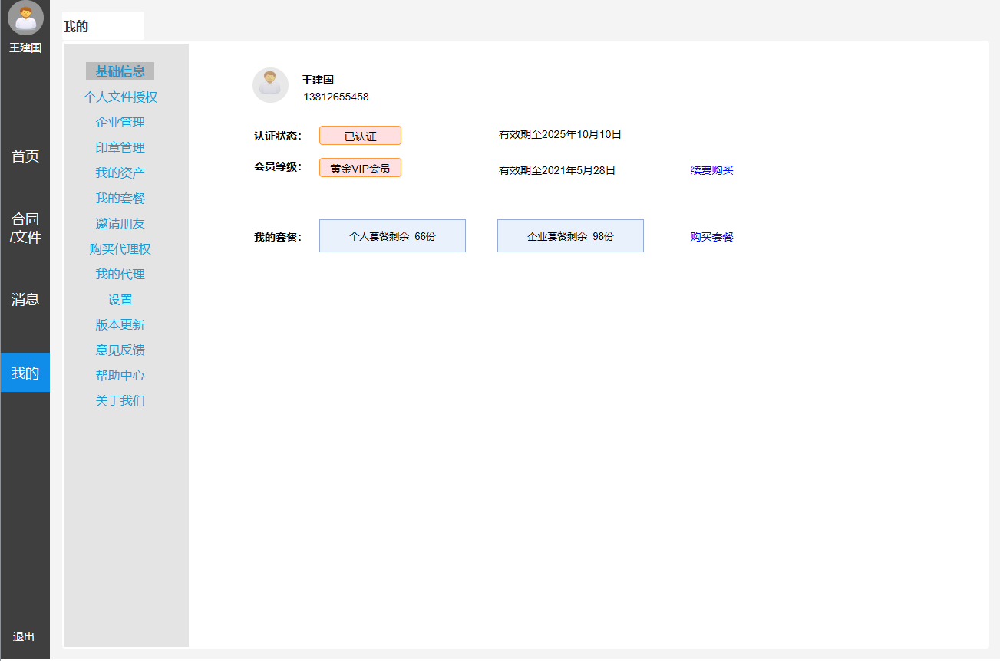 王建国
首页
合同
/文件
消息
我的
退出
我的
基础信息
个人文件授权
企业管理
印章管理
我的资产
我的套餐
邀请朋友
购买代理权
我的代理
设置
版本更新
意见反馈
帮助中心
关于我们
王建国
13812655458
认证状态： 已认证 有效期至2025年10月10日
会员等级： 黄金VIP会员 有效期至2021年5月28日 续费购买
我的套餐： 个人套餐剩余 66份 企业套餐剩余 98份 购买套餐